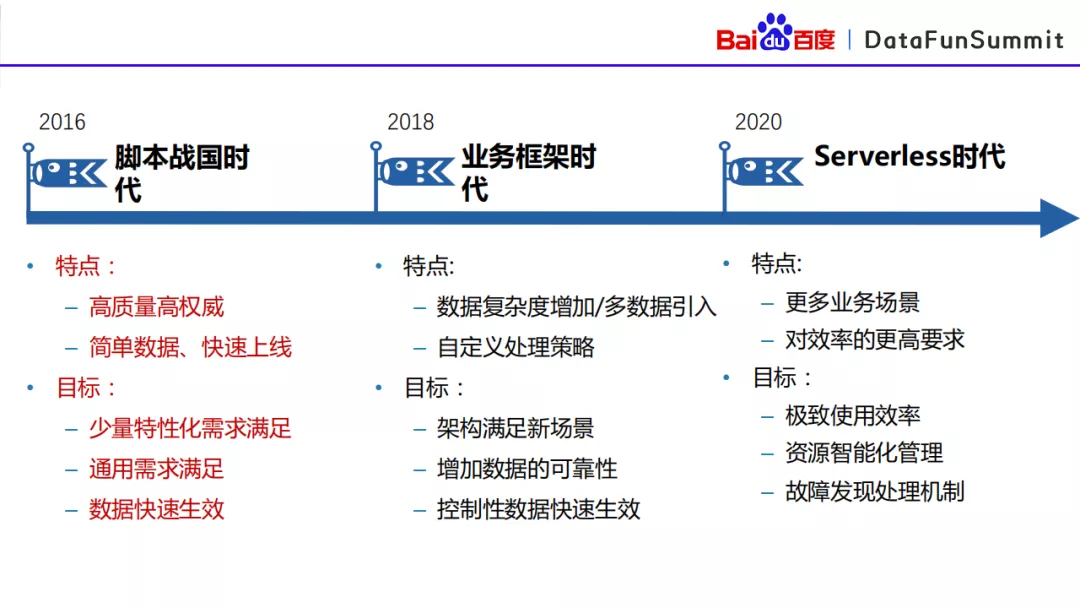 Baidu百度 | DataFunSummit
2016
脚本战国时
代
特点：
高质量高权威
简单数据、快速上线
目标：
少量特性化需求满足
通用需求满足
数据快速生效
2018
业务框架时
代
特点:
数据复杂度增加/多数据引入
自定义处理策略
目标：
架构满足新场景
增加数据的可靠性
控制性数据快速生效
2020
Serverless时代
特点:
更多业务场景
对效率的更高要求
目标：
极致使用效率
资源智能化管理
故障发现处理机制